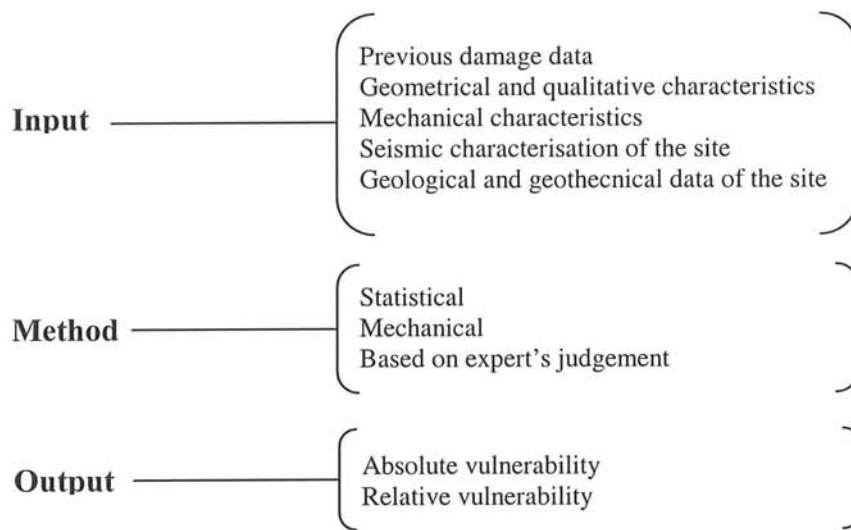 Previous damage data
Geometrical and qualitative characteristics
Input
Mechanical characteristics
Seismic characterisation of the site
Geological and geothecnical data of the site
Statistical
Method
Mechanical
Based on expert's judgement
Absolute vulnerability
Output
Relative vulnerability